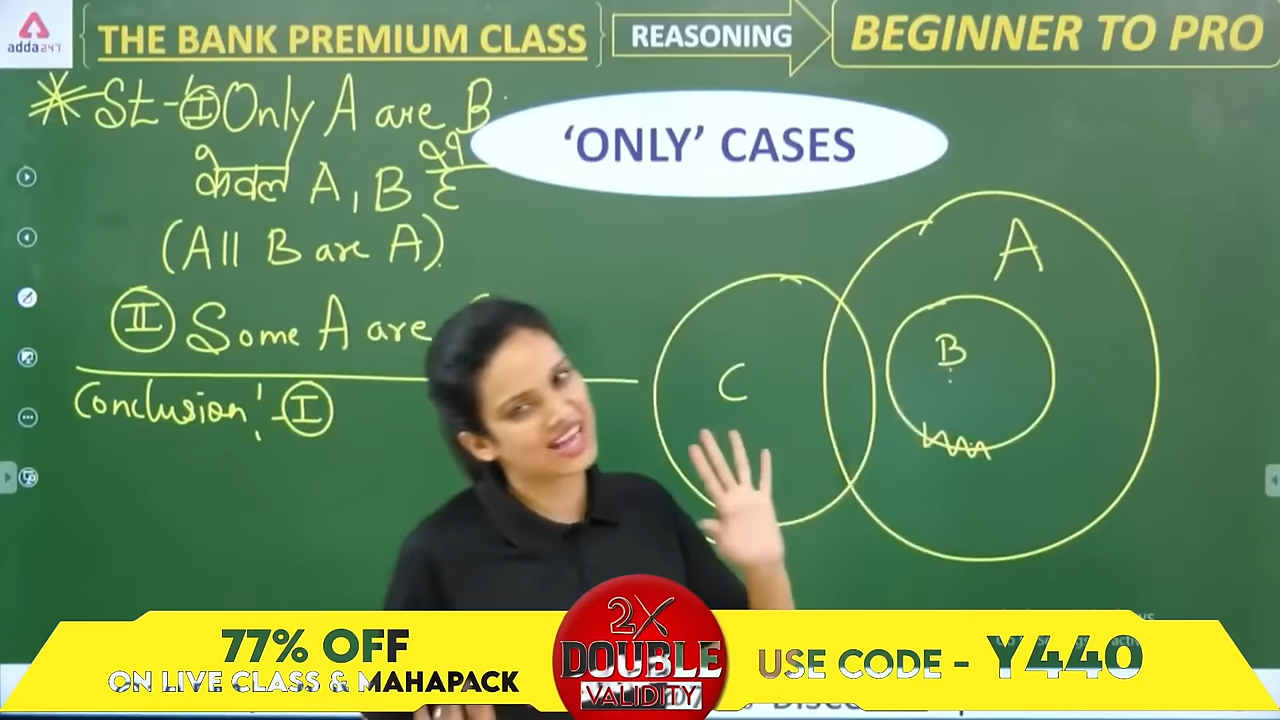 adda247
THE BANK PREMIUM CLASS
REASONING
BEGINNER TO PRO
St-I Only A are B
'ONLY' CASES
केवल A, B
(All B are A).
II Some A are
Conclusion:- I
A
B
C
77% OFF
ON LIVE CLASS & MAHAPACK
2X
DOUBLE
VALIDITY
USE CODE - Y440